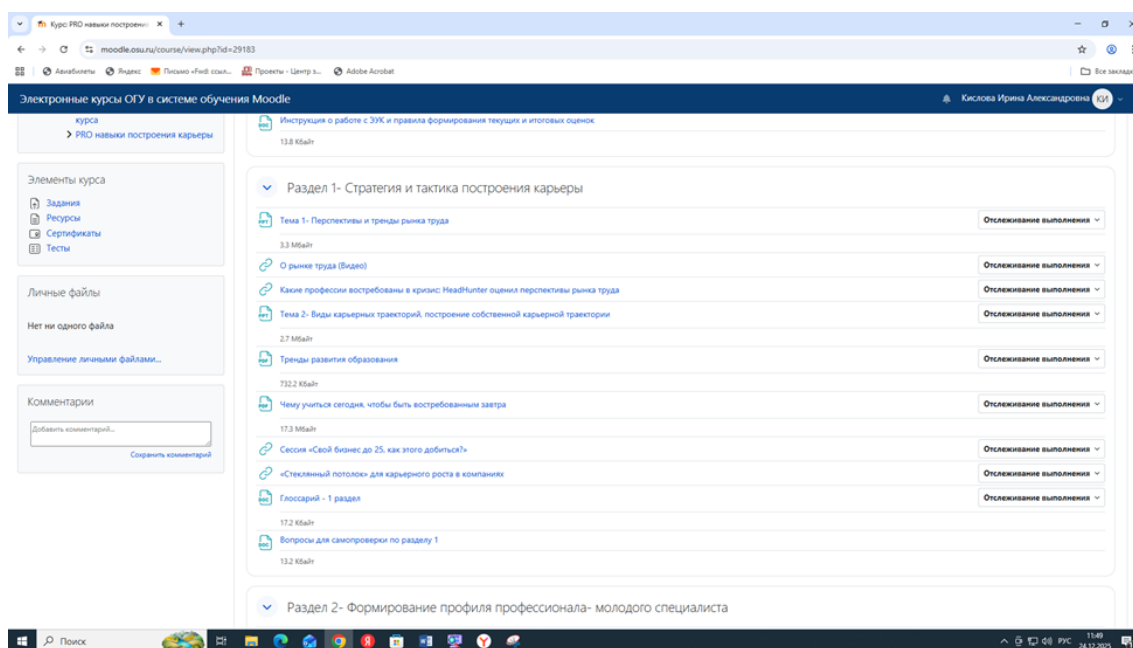 Курс: PRO навыки построени
moodle.osu.ru/course/view.php?id=29183
Авиабилеты
Яндекс
Письмо «Fwd: ссыл...
Проекты - Центр з...
Adobe Acrobat
Все заклад
Электронные курсы ОГУ в системе обучения Moodle
Кислова Ирина Александровна
КИ
курса
PRO навыки построения карьеры
Элементы курса
Задания
Ресурсы
Сертификаты
Тесты
Личные файлы
Нет ни одного файла
Управление личными файлами...
Комментарии
Добавить комментарий...
Сохранить комментарий
Инструкция о работе с ЭУК и правила формирования текущих и итоговых оценок
13.8 Кбайт
Раздел 1- Стратегия и тактика построения карьеры
Тема 1- Перспективы и тренды рынка труда
Отслеживание выполнения
3.3 Мбайт
О рынке труда (Видео)
Отслеживание выполнения
Какие профессии востребованы в кризис: HeadHunter оценил перспективы рынка труда
Отслеживание выполнения
Тема 2- Виды карьерных траекторий, построение собственной карьерной траектории
Отслеживание выполнения
2.7 Мбайт
Тренды развития образования
Отслеживание выполнения
732.2 Кбайт
Чему учиться сегодня, чтобы быть востребованным завтра
Отслеживание выполнения
17.3 Мбайт
Сессия «Свой бизнес до 25, как этого добиться?»
Отслеживание выполнения
«Стеклянный потолок» для карьерного роста в компаниях
Отслеживание выполнения
Глоссарий - 1 раздел
Отслеживание выполнения
17.2 Кбайт
Вопросы для самопроверки по разделу 1
13.2 Кбайт
Раздел 2- Формирование профиля профессионала- молодого специалиста
Поиск
РУС
11:49
24.12.2025